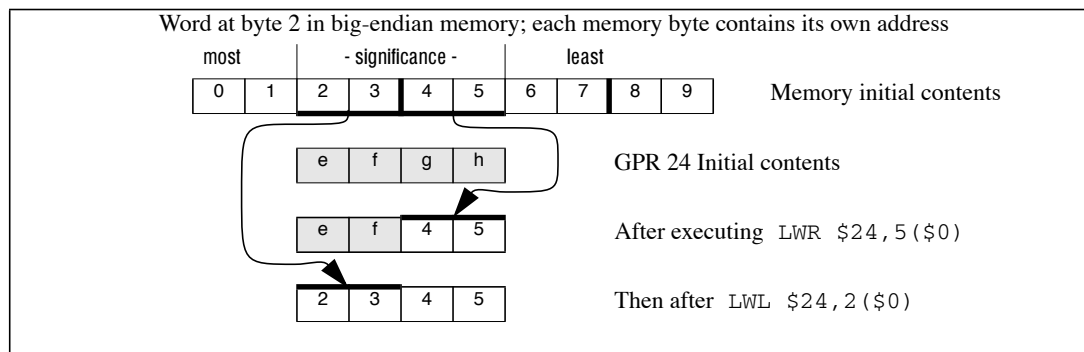 Word at byte 2 in big-endian memory; each memory byte contains its own address
most - significance - least
0 1 2 3 4 5 6 7 8 9 Memory initial contents
e f g h GPR 24 Initial contents
e f 4 5 After executing LWR $24,5($0)
2 3 4 5 Then after LWL $24,2($0)